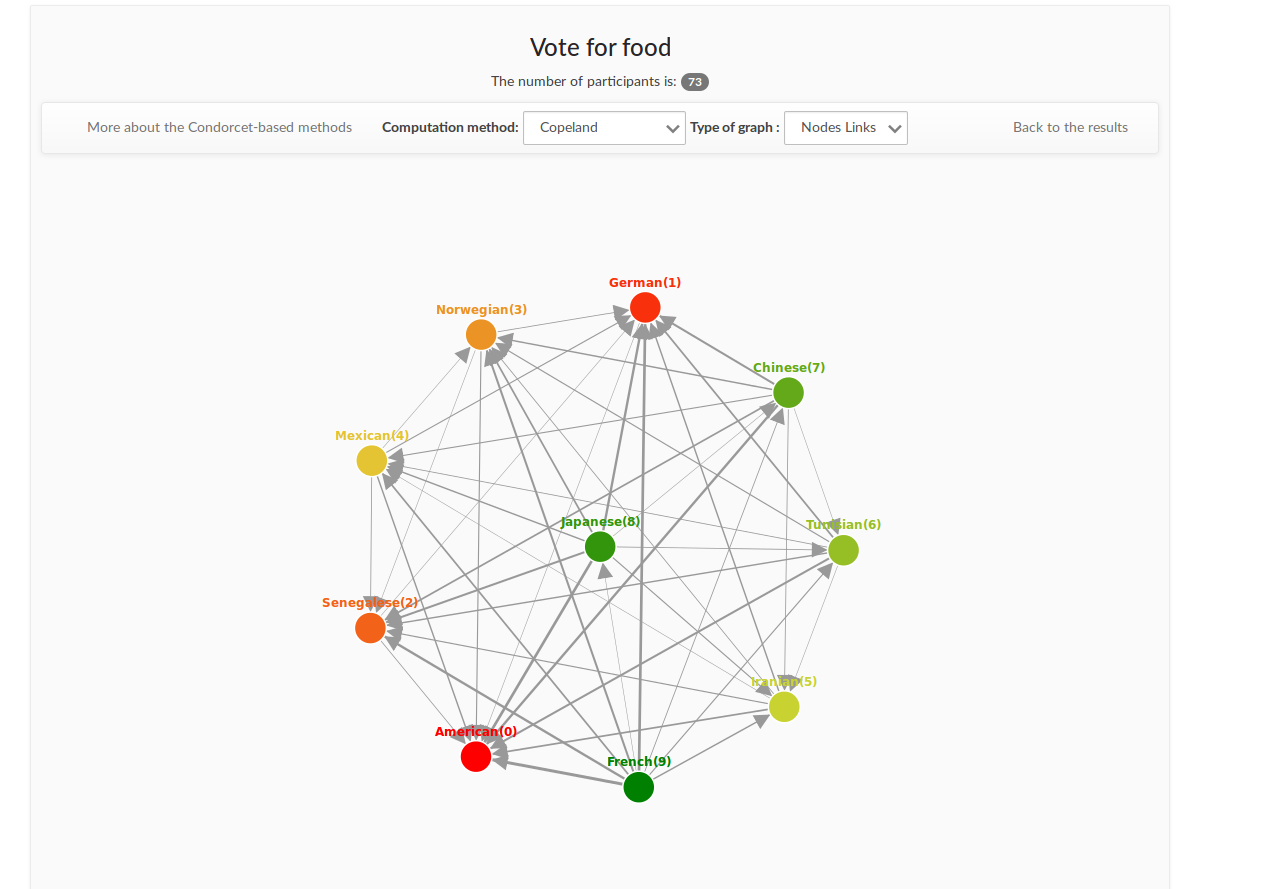 Vote for food
The number of participants is: 73
More about the Condorcet-based methods Computation method: Copeland Type of graph : Nodes Links Back to the results
German(1)
Norwegian(3)
Chinese(7)
Mexican(4)
Japanese(8)
Tunisian(6)
Senegalese(2)
Iranian(5)
American(0)
French(9)